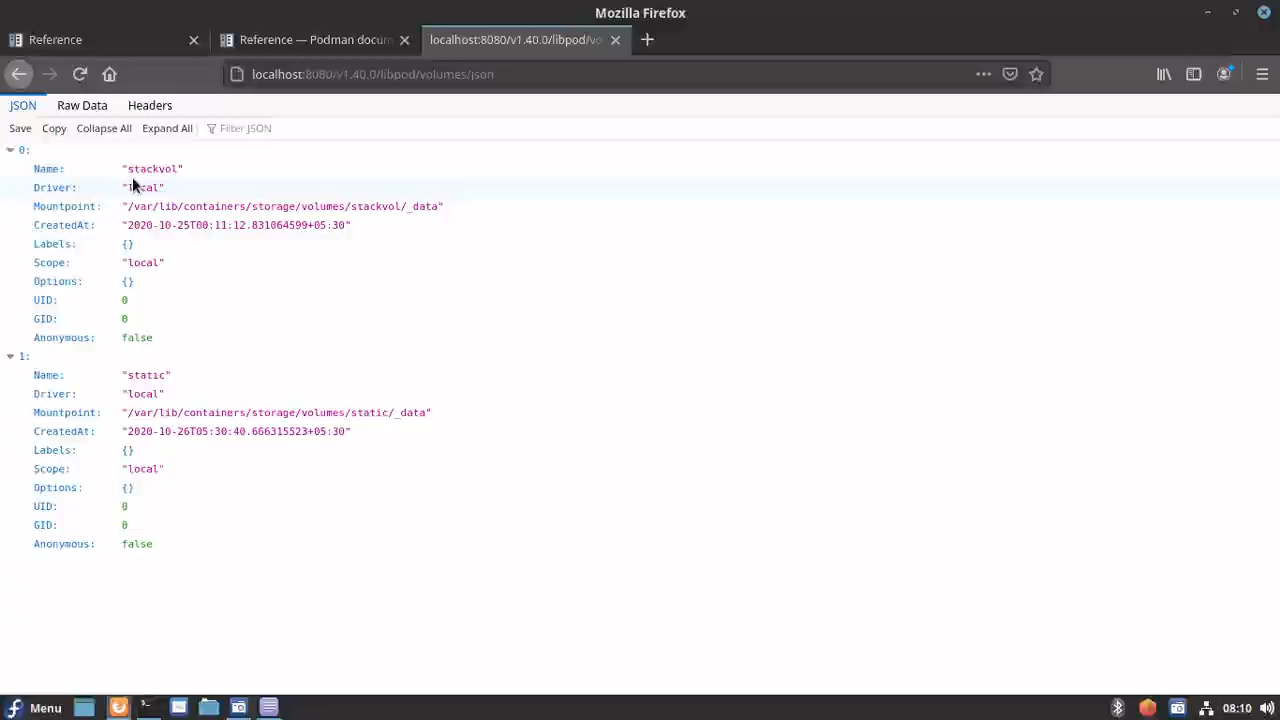 Mozilla Firefox
Reference
Reference — Podman docum
localhost:8080/v1.40.0/libpod/vo
localhost:8080/v1.40.0/libpod/volumes/json
JSON Raw Data Headers
Save Copy Collapse All Expand All Filter JSON
0:
Name: "stackvol"
Driver: "local"
Mountpoint: "/var/lib/containers/storage/volumes/stackvol/_data"
CreatedAt: "2020-10-25T00:11:12.831064599+05:30"
Labels: {}
Scope: "local"
Options: {}
UID: 0
GID: 0
Anonymous: false
1:
Name: "static"
Driver: "local"
Mountpoint: "/var/lib/containers/storage/volumes/static/_data"
CreatedAt: "2020-10-26T05:30:40.666315523+05:30"
Labels: {}
Scope: "local"
Options: {}
UID: 0
GID: 0
Anonymous: false
Menu 08:10